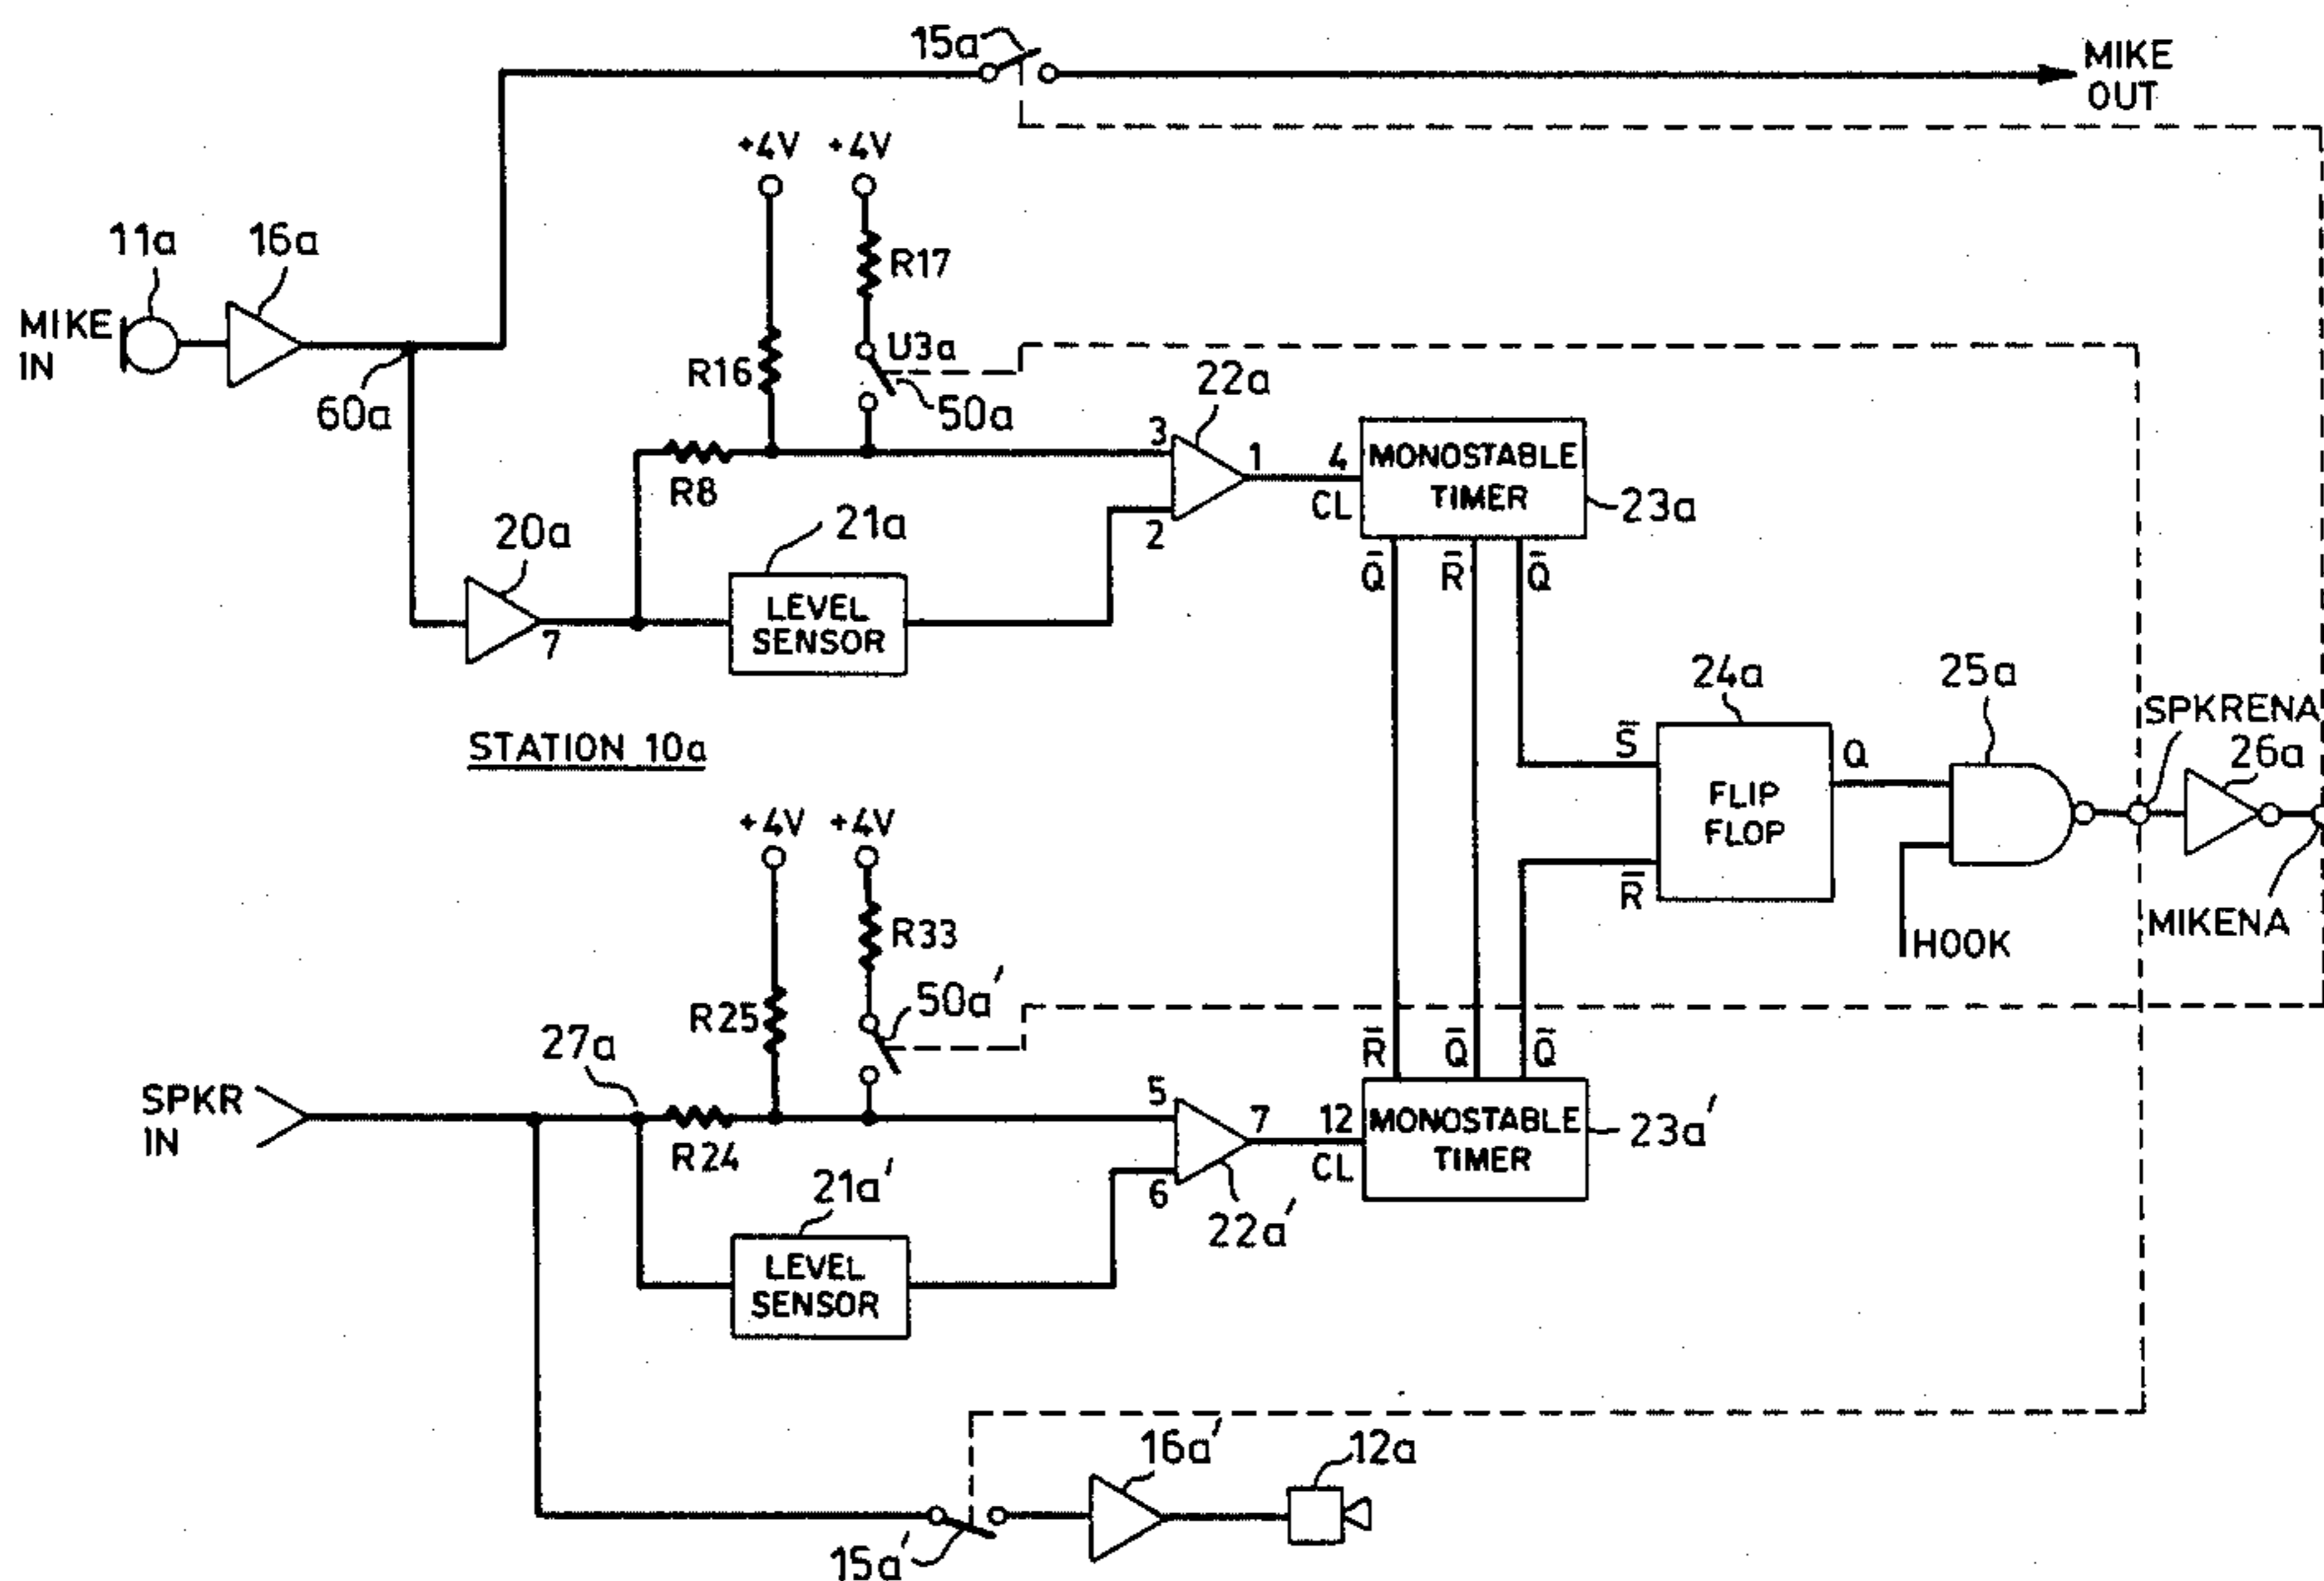 15a
MIKE
OUT
+4V +4V
11a
16a
R17
MIKE
IN
U3a
R16
60a
50a
22a
3
1
4
CL
MONOSTABLE
TIMER
23a
R8
2
20a
21a
7
LEVEL
SENSOR
Q̅ R̅ Q̅
STATION 10a
24a
25a
SPKRENA
26a
S̅
Q
FLIP
FLOP
R̅
HOOK
MIKENA
+4V +4V
R33
R25
50a'
27a
R̅ Q̅ Q̅
SPKR
IN
R24
5
7
12
CL
MONOSTABLE
TIMER
23a'
6
22a'
21a'
LEVEL
SENSOR
16a'
12a
15a'